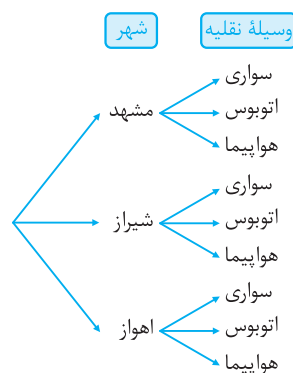 شهر وسیلهٔ نقلیه
سواری
مشهد اتوبوس
هواپیما
سواری
شیراز اتوبوس
هواپیما
سواری
اهواز اتوبوس
هواپیما